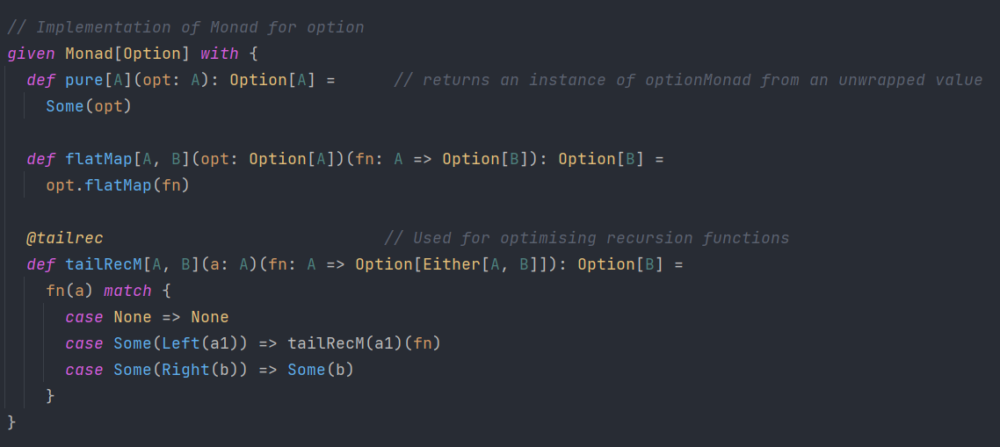 // Implementation of Monad for option
given Monad[Option] with {
  def pure[A](opt: A): Option[A] =      // returns an instance of optionMonad from an unwrapped value
    Some(opt)

  def flatMap[A, B](opt: Option[A])(fn: A => Option[B]): Option[B] =
    opt.flatMap(fn)

  @tailrec                             // Used for optimising recursion functions
  def tailRecM[A, B](a: A)(fn: A => Option[Either[A, B]]): Option[B] =
    fn(a) match {
      case None => None
      case Some(Left(a1)) => tailRecM(a1)(fn)
      case Some(Right(b)) => Some(b)
    }
}